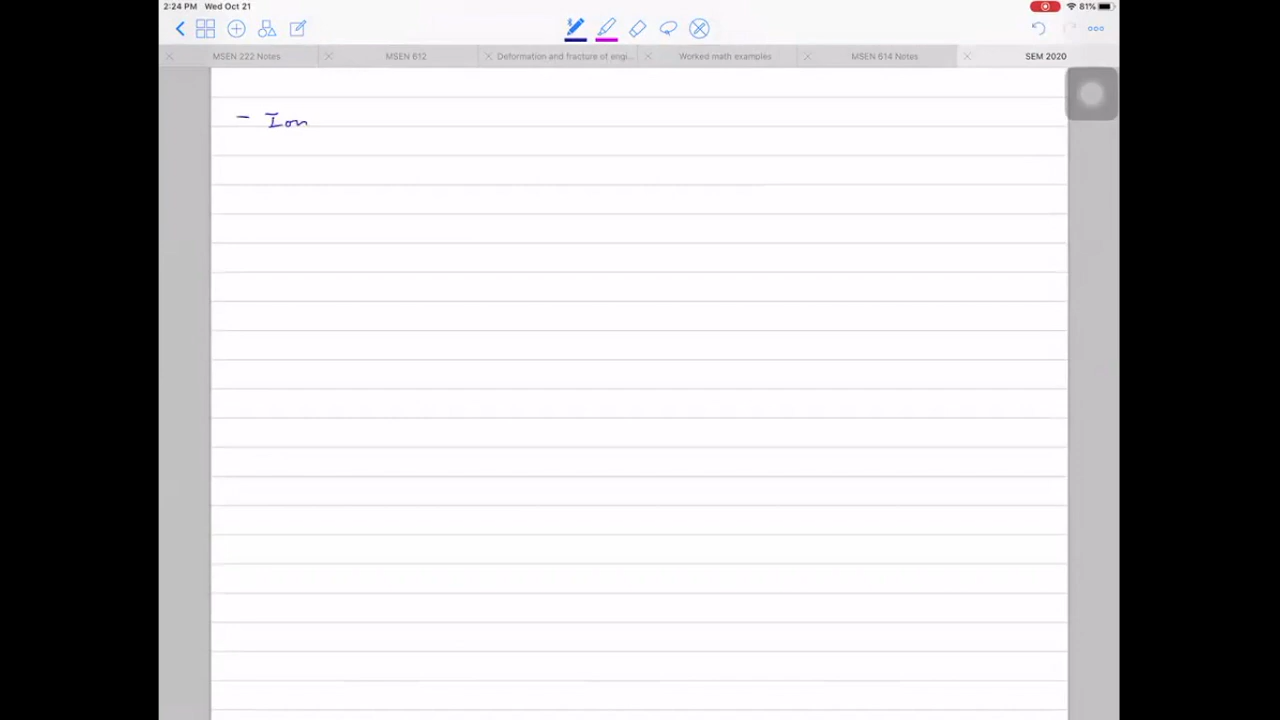 2:24 PM Wed Oct 21
81%
MSEN 222 Notes
MSEN 612
Deformation and fracture of engi...
Worked math examples
MSEN 614 Notes
SEM 2020
- Ion